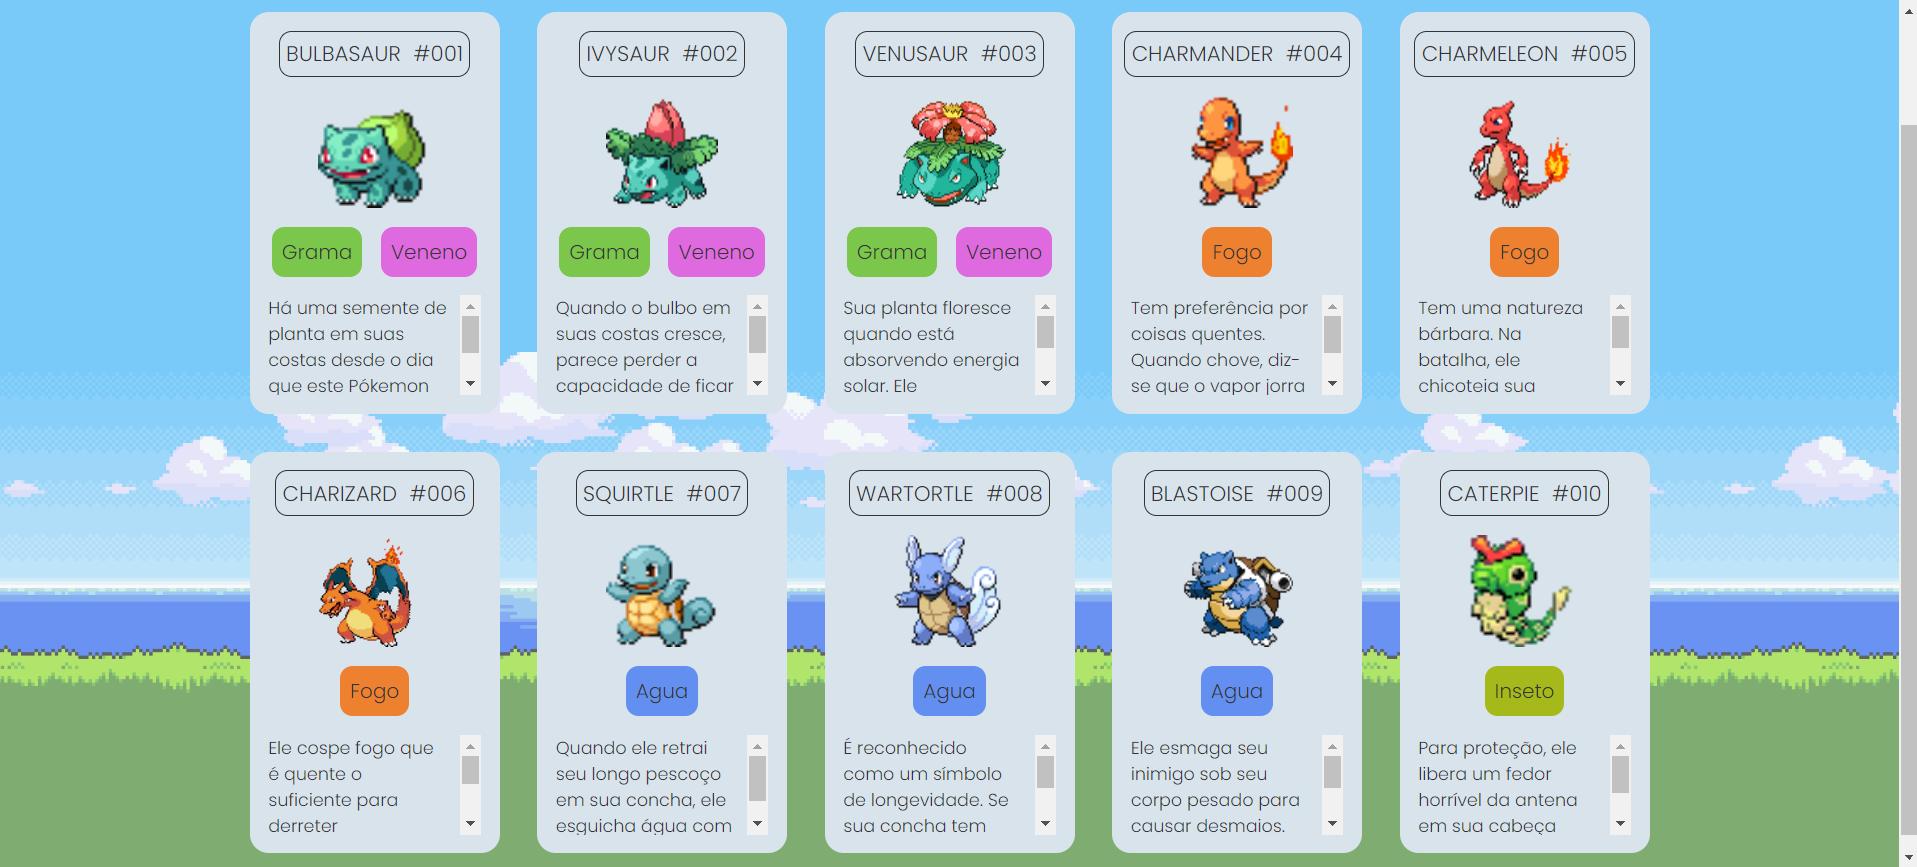 BULBASAUR #001
Grama Veneno
Há uma semente de
planta em suas
costas desde o dia
que este Pókemon
IVYSAUR #002
Grama Veneno
Quando o bulbo em
suas costas cresce,
parece perder a
capacidade de ficar
VENUSAUR #003
Grama Veneno
Sua planta floresce
quando está
absorvendo energia
solar. Ele
CHARMANDER #004
Fogo
Tem preferência por
coisas quentes.
Quando chove, diz-
se que o vapor jorra
CHARMELEON #005
Fogo
Tem uma natureza
bárbara. Na
batalha, ele
chicoteia sua
CHARIZARD #006
Fogo
Ele cospe fogo que
é quente o
suficiente para
derreter
SQUIRTLE #007
Agua
Quando ele retrai
seu longo pescoço
em sua concha, ele
esguicha água com
WARTORTLE #008
Agua
É reconhecido
como um símbolo
de longevidade. Se
sua concha tem
BLASTOISE #009
Agua
Ele esmaga seu
inimigo sob seu
corpo pesado para
causar desmaios.
CATERPIE #010
Inseto
Para proteção, ele
libera um fedor
horrível da antena
em sua cabeça